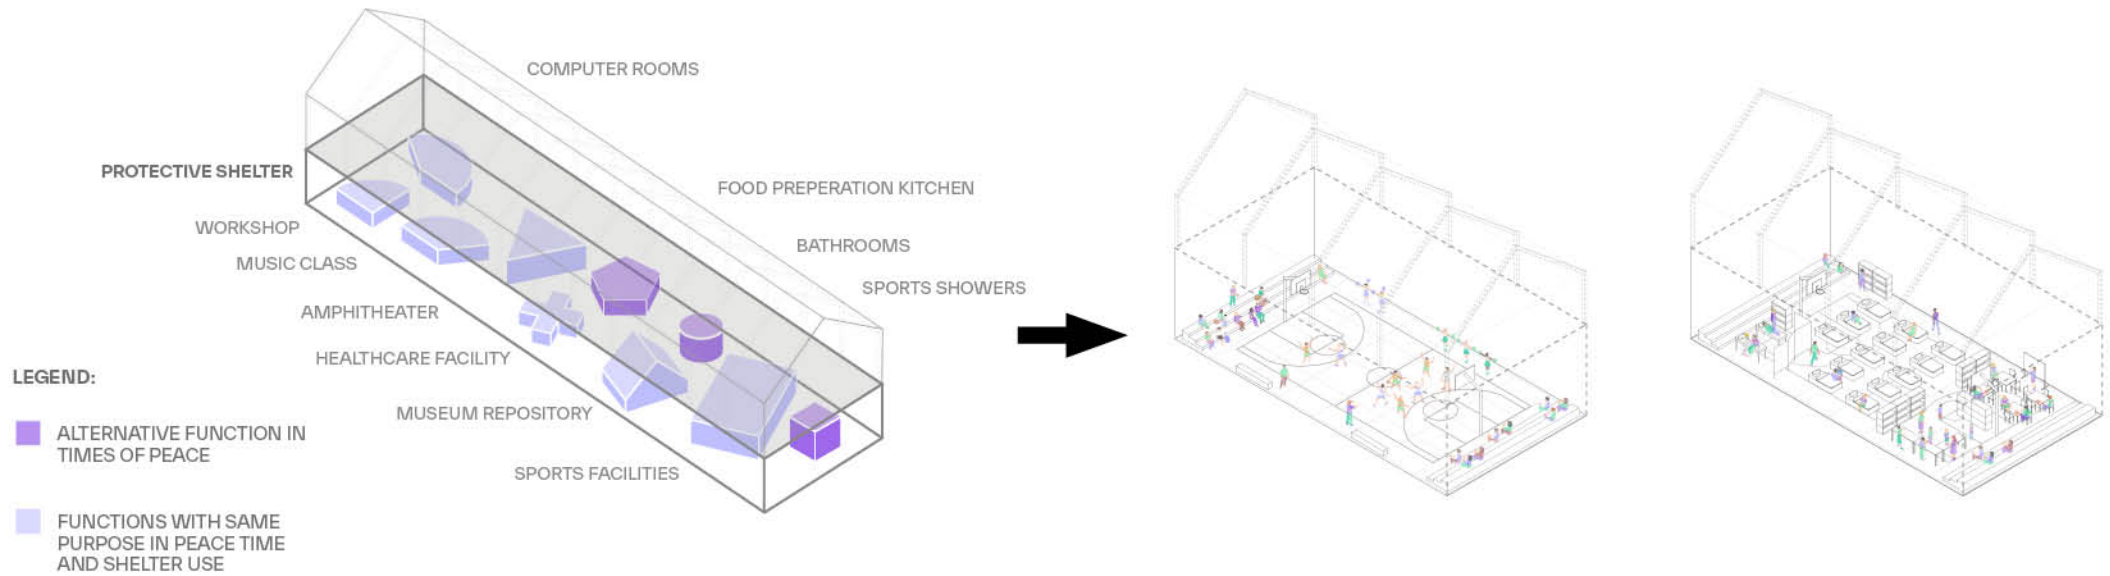 COMPUTER ROOMS
PROTECTIVE SHELTER
FOOD PREPERATION KITCHEN
WORKSHOP
BATHROOMS
MUSIC CLASS
SPORTS SHOWERS
AMPHITHEATER
HEALTHCARE FACILITY
MUSEUM REPOSITORY
SPORTS FACILITIES
LEGEND:
ALTERNATIVE FUNCTION IN
TIMES OF PEACE
FUNCTIONS WITH SAME
PURPOSE IN PEACE TIME
AND SHELTER USE